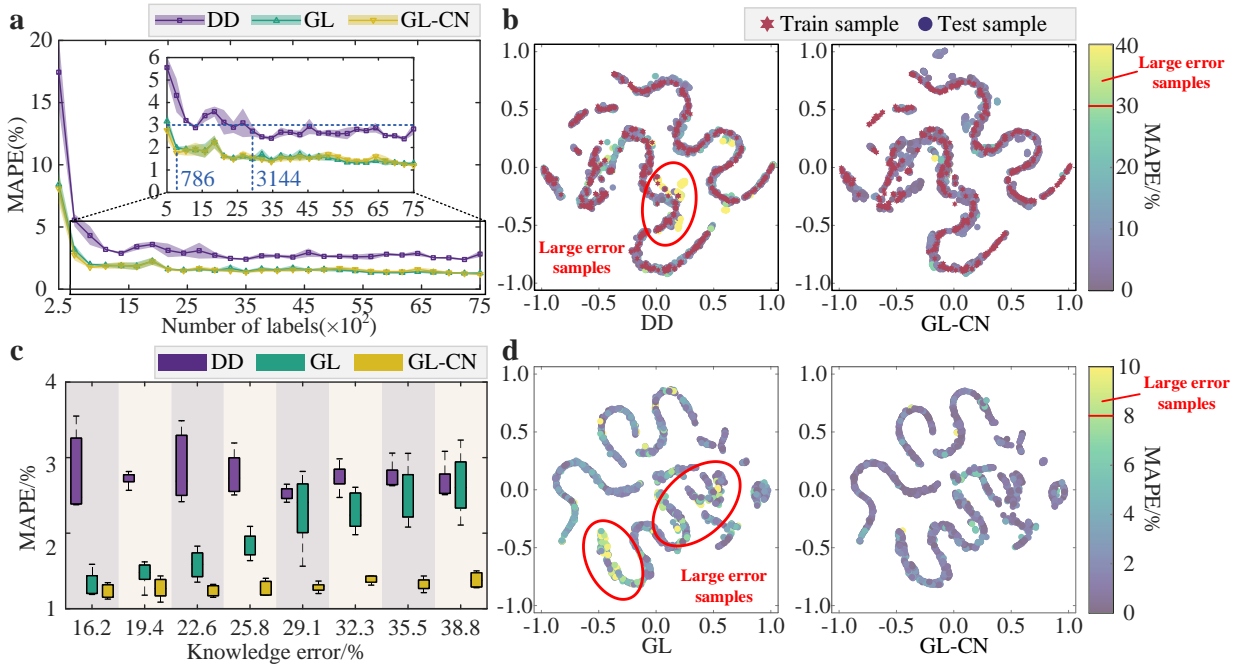 a
DD GL GL-CN
MAPE(%)
20
15
10
5
0
2.5 15 25 35 45 55 65 75
Number of labels(×10²)
6
5
4
3
2
1
0
786 3144
5 15 25 35 45 55 65 75
b
Train sample Test sample
1.0
0.5
0.0
-0.5
-1.0
Large error
samples
-1.0 -0.5 0.0 0.5 1.0
DD
1.0
0.5
0.0
-0.5
-1.0
-1.0 -0.5 0.0 0.5 1.0
GL-CN
40
30
20
10
0
MAPE/%
Large error
samples
c
DD GL GL-CN
MAPE/%
4
3
2
1
16.2 19.4 22.6 25.8 29.1 32.3 35.5 38.8
Knowledge error/%
d
1.0
0.5
0.0
-0.5
-1.0
Large error
samples
-1.0 -0.5 0.0 0.5 1.0
GL
1.0
0.5
0.0
-0.5
-1.0
-1.0 -0.5 0.0 0.5 1.0
GL-CN
10
8
6
4
2
0
MAPE/%
Large error
samples